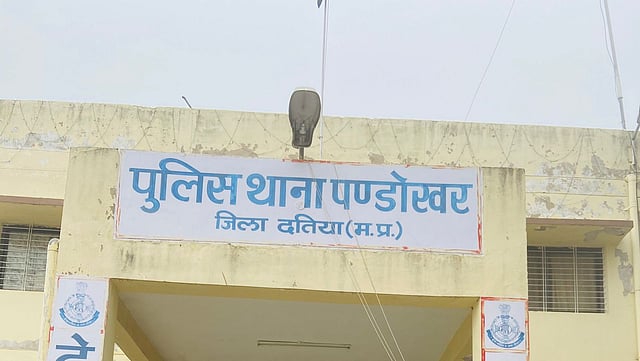 पुलिस थाना पण्डोखर
जिला दतिया (म.प्र.)